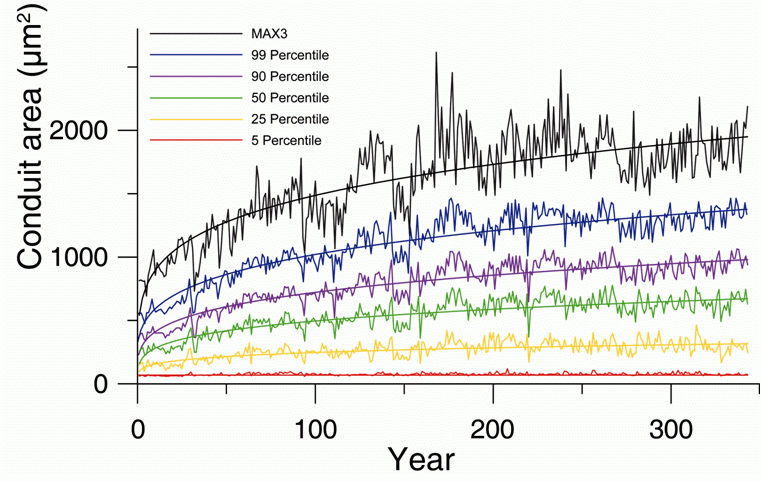 Conduit area (µm²)
MAX3
99 Percentile
90 Percentile
50 Percentile
25 Percentile
5 Percentile
2000
1000
0
0 100 200 300
Year